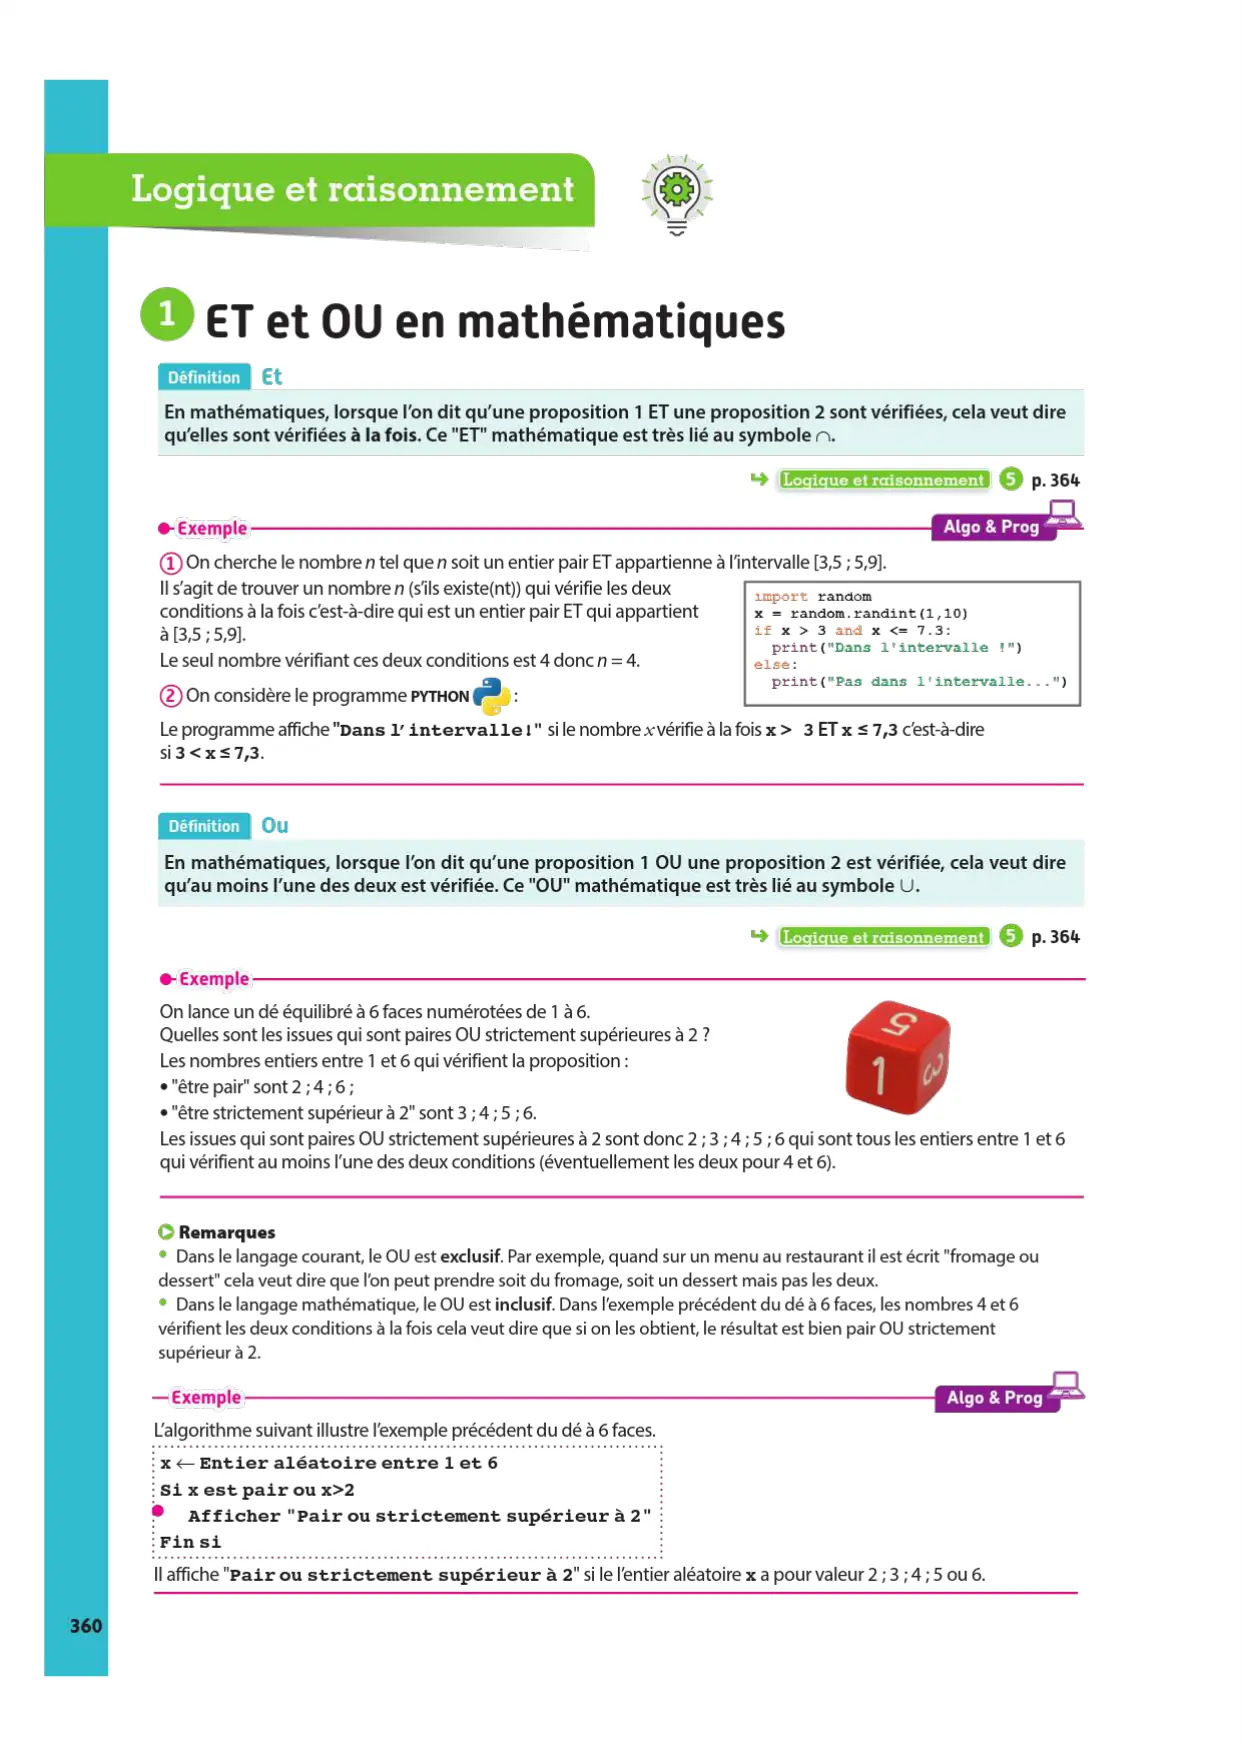 Logique et raisonnement
1 ET et OU en mathématiques
Définition Et
En mathématiques, lorsque l’on dit qu’une proposition 1 ET une proposition 2 sont vérifiées, cela veut dire
qu’elles sont vérifiées à la fois. Ce "ET" mathématique est très lié au symbole ∩.
Logique et raisonnement 5 p. 364
Exemple
Algo & Prog
① On cherche le nombre n tel que n soit un entier pair ET appartienne à l’intervalle [3,5 ; 5,9].
Il s’agit de trouver un nombre n (s’ils existe(nt)) qui vérifie les deux
conditions à la fois c’est-à-dire qui est un entier pair ET qui appartient
à [3,5 ; 5,9].
Le seul nombre vérifiant ces deux conditions est 4 donc n = 4.
② On considère le programme PYTHON :
import random
x = random.randint(1,10)
if x > 3 and x <= 7.3:
print("Dans l'intervalle !")
else:
print("Pas dans l'intervalle...")
Le programme affiche "Dans l’intervalle!" si le nombre x vérifie à la fois x > 3 ET x ≤ 7,3 c’est-à-dire
si 3 < x ≤ 7,3.
Définition Ou
En mathématiques, lorsque l’on dit qu’une proposition 1 OU une proposition 2 est vérifiée, cela veut dire
qu’au moins l’une des deux est vérifiée. Ce "OU" mathématique est très lié au symbole ∪.
Logique et raisonnement 5 p. 364
Exemple
On lance un dé équilibré à 6 faces numérotées de 1 à 6.
Quelles sont les issues qui sont paires OU strictement supérieures à 2 ?
Les nombres entiers entre 1 et 6 qui vérifient la proposition :
• "être pair" sont 2 ; 4 ; 6 ;
• "être strictement supérieur à 2" sont 3 ; 4 ; 5 ; 6.
5
1
3
Les issues qui sont paires OU strictement supérieures à 2 sont donc 2 ; 3 ; 4 ; 5 ; 6 qui sont tous les entiers entre 1 et 6
qui vérifient au moins l’une des deux conditions (éventuellement les deux pour 4 et 6).
Remarques
• Dans le langage courant, le OU est exclusif. Par exemple, quand sur un menu au restaurant il est écrit "fromage ou
dessert" cela veut dire que l’on peut prendre soit du fromage, soit un dessert mais pas les deux.
• Dans le langage mathématique, le OU est inclusif. Dans l’exemple précédent du dé à 6 faces, les nombres 4 et 6
vérifient les deux conditions à la fois cela veut dire que si on les obtient, le résultat est bien pair OU strictement
supérieur à 2.
Exemple
Algo & Prog
L’algorithme suivant illustre l’exemple précédent du dé à 6 faces.
x ← Entier aléatoire entre 1 et 6
Si x est pair ou x>2
Afficher "Pair ou strictement supérieur à 2"
Fin si
Il affiche "Pair ou strictement supérieur à 2" si le l’entier aléatoire x a pour valeur 2 ; 3 ; 4 ; 5 ou 6.
360